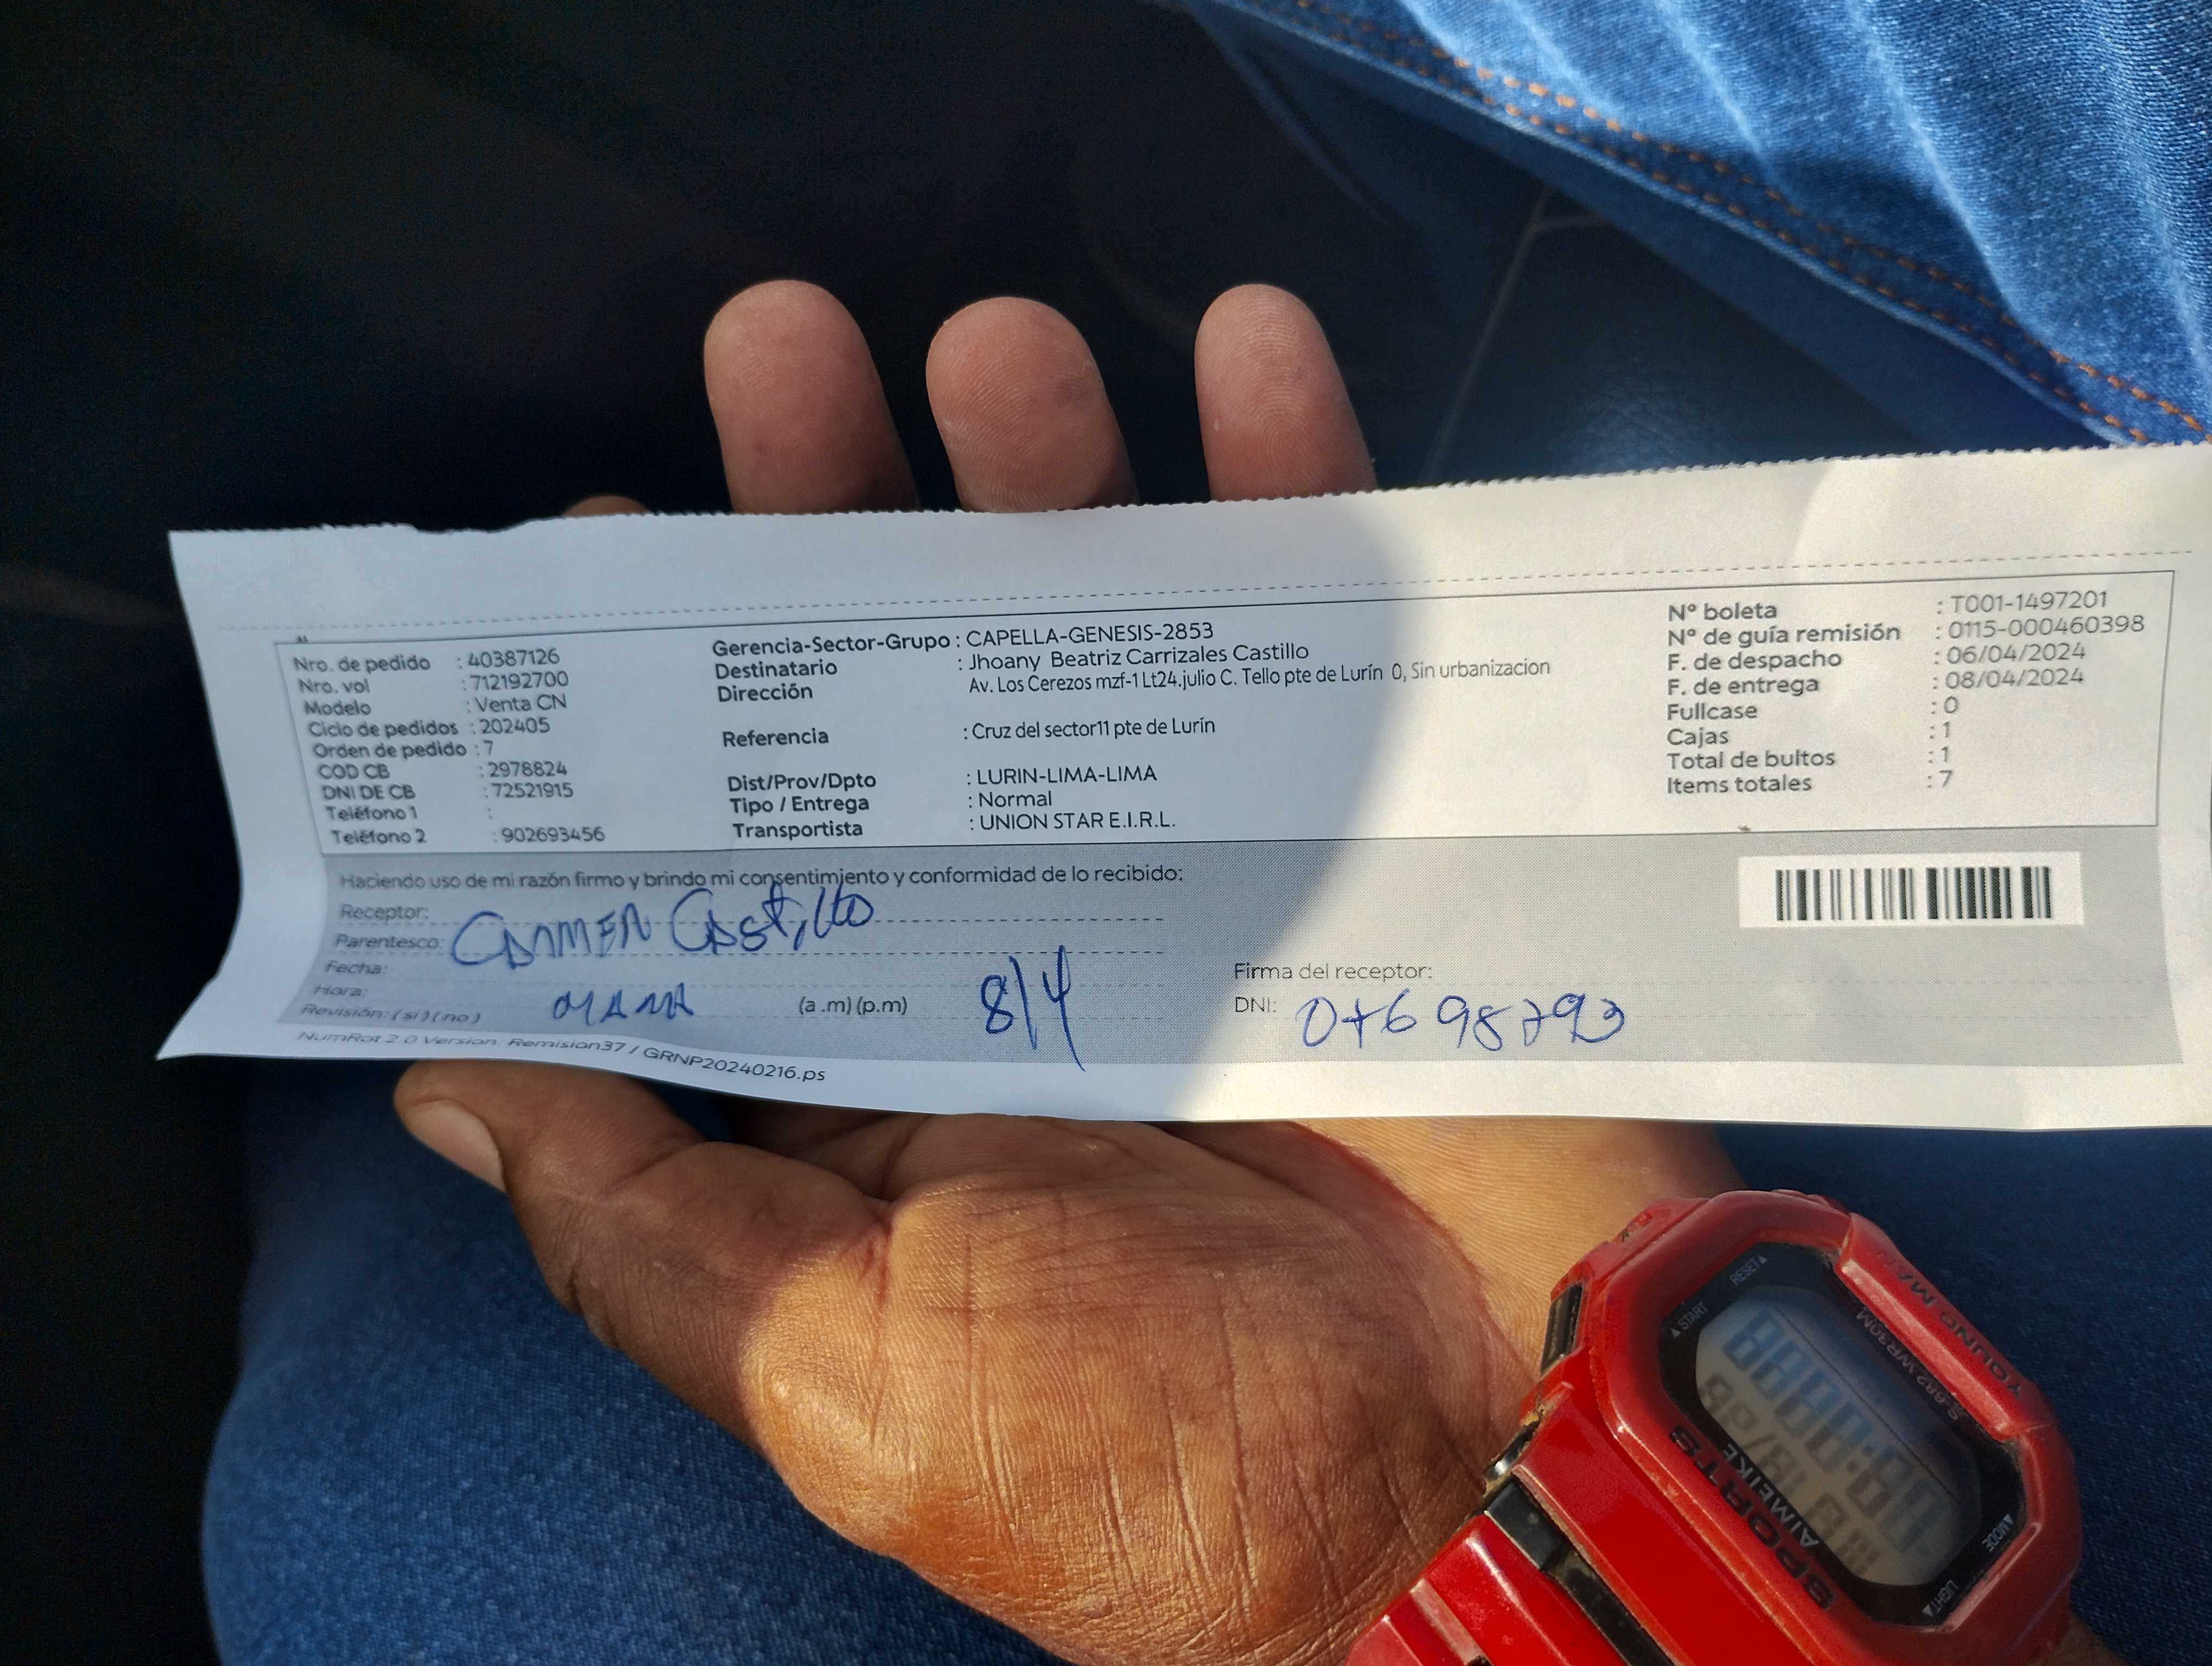 Nro. de pedido : 40387126
Nro. vol : 712192700
Modelo : Venta CN
Ciclo de pedidos : 202405
Orden de pedido : 7
COD CB : 2978824
DNI DE CB : 72521915
Teléfono 1 :
Teléfono 2 : 902693456
Gerencia-Sector-Grupo : CAPELLA-GENESIS-2853
Destinatario : Jhoany Beatriz Carrizales Castillo
Dirección Av. Los Cerezos mzf-1 Lt24.julio C. Tello pte de Lurín 0, Sin urbanizacion
Referencia : Cruz del sector11 pte de Lurín
Dist/Prov/Dpto : LURIN-LIMA-LIMA
Tipo / Entrega : Normal
Transportista : UNION STAR E.I.R.L.
N° boleta : T001-1497201
N° de guía remisión : 0115-000460398
F. de despacho : 06/04/2024
F. de entrega : 08/04/2024
Fullcase : 0
Cajas : 1
Total de bultos : 1
Items totales : 7
Haciendo uso de mi razón firmo y brindo mi consentimiento y conformidad de lo recibido:
Receptor: CARMEN Castillo
Parentesco:
Fecha:
Hora: MAMA (a .m) (p.m) 8/4
Revisión: ( si ) ( no )
Firma del receptor:
DNI: 07698793
NumRot 2.0 Version: Remision37 / GRNP20240216.ps
RESET
START
WR30M
YOUNG MAN
SPORTS
AIMEIKE
MODE
LIGHT